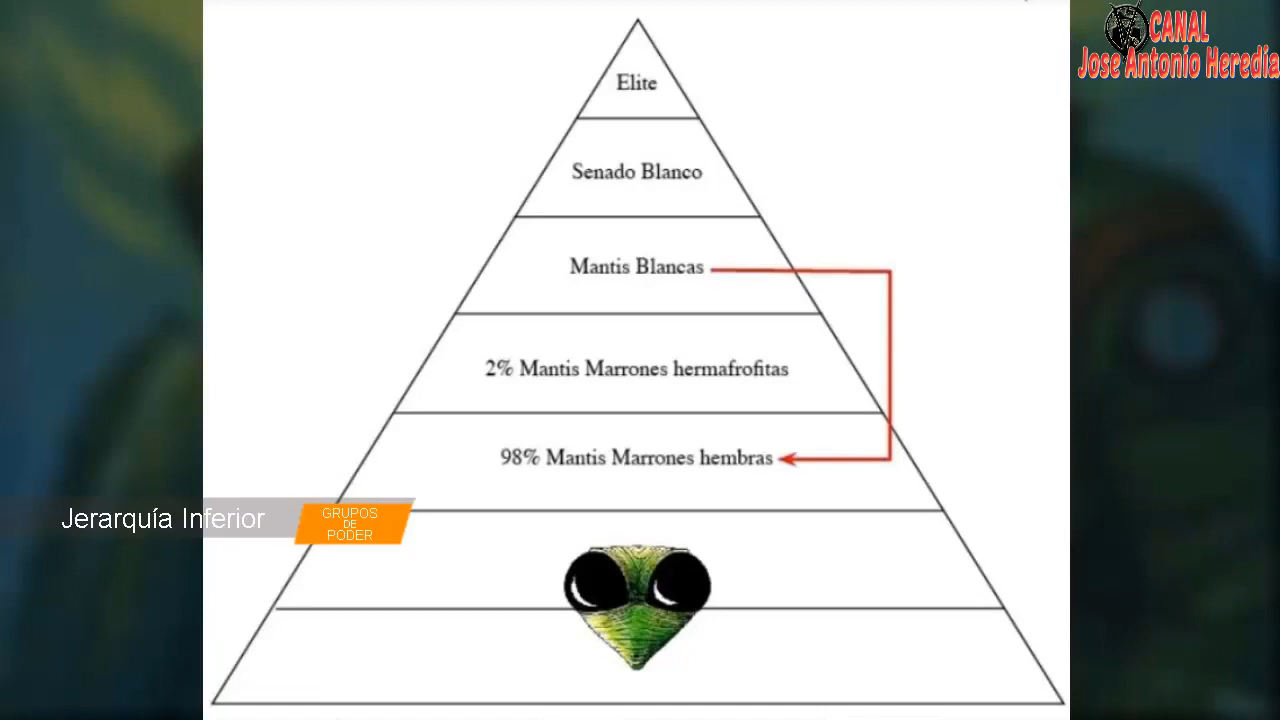 CANAL
Jose Antonio Heredia
Elite
Senado Blanco
Mantis Blancas
2% Mantis Marrones hermafrofitas
98% Mantis Marrones hembras
Jerarquía Inferior
GRUPOS
DE
PODER